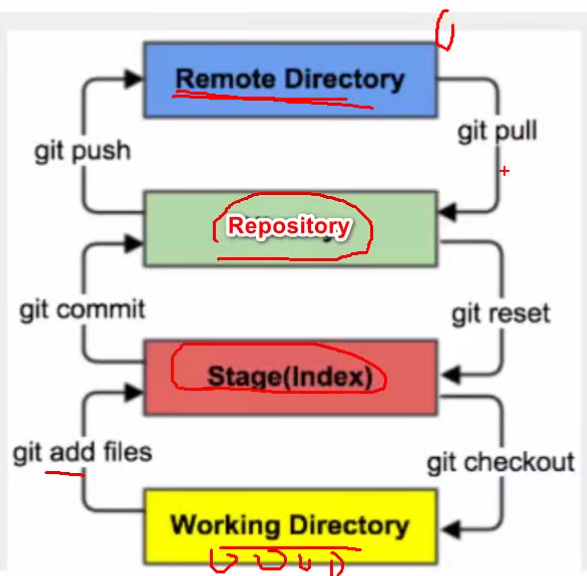 Remote Directory
git pull
git push
Repository
git commit
git reset
Stage(Index)
git add files
git checkout
Working Directory